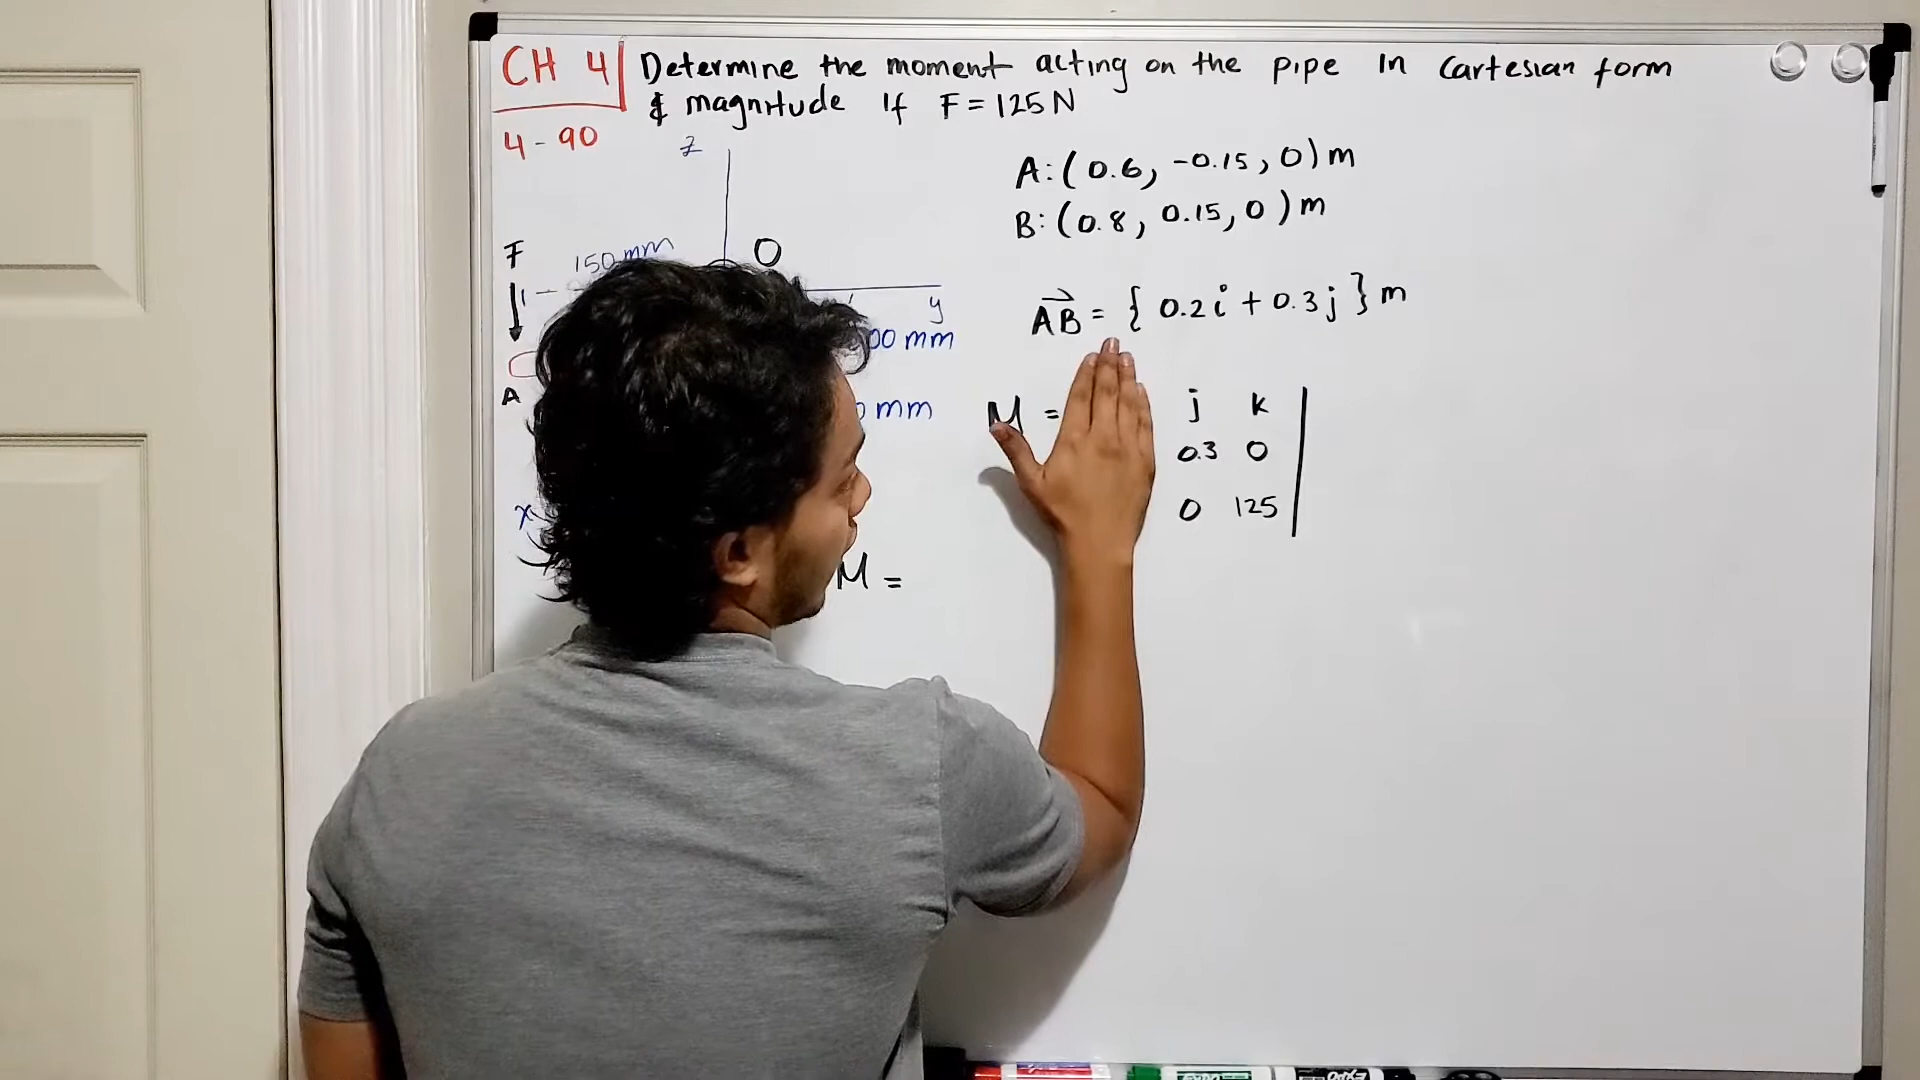 CH 4
Determine the moment acting on the pipe in Cartesian form
& magnitude if F = 125 N
4-90
z
A: (0.6, -0.15, 0) m
B: (0.8, 0.15, 0) m
F
150 mm
O
y
00 mm
AB = { 0.2i + 0.3j } m
A
mm
M =
j k
0.3 0
0 125
x
M =
EXPO